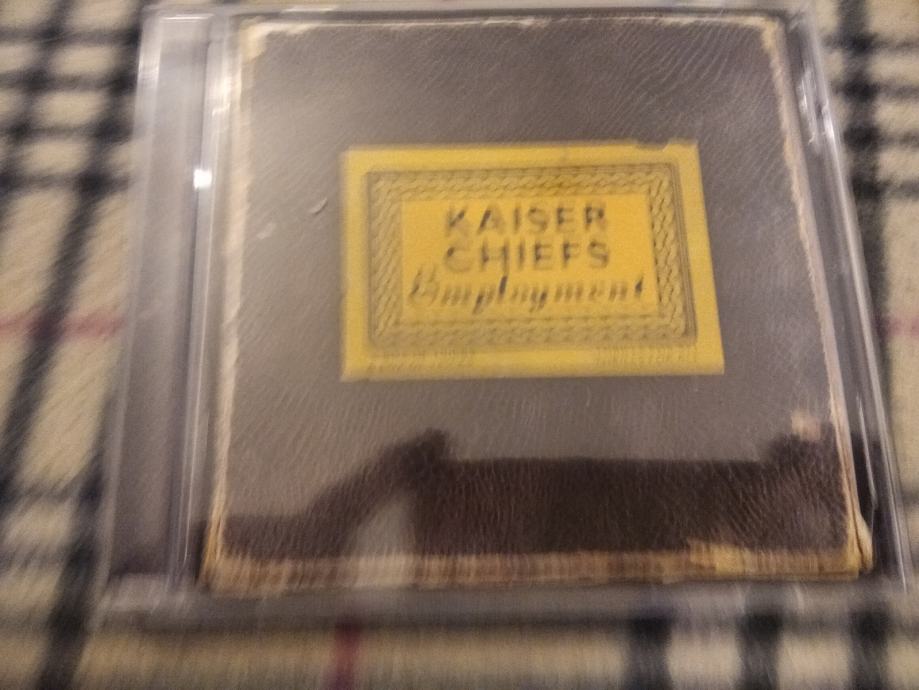 KAISER
CHIEFS
Employment